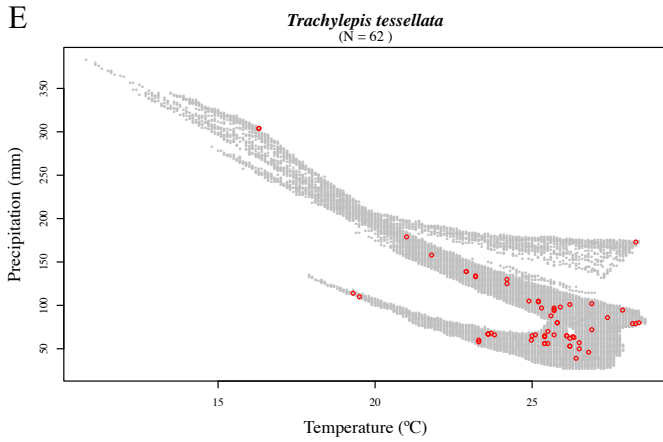 E
Trachylepis tessellata
(N = 62 )
Precipitation (mm)
350
300
250
200
150
100
50
15
20
25
Temperature (ºC)